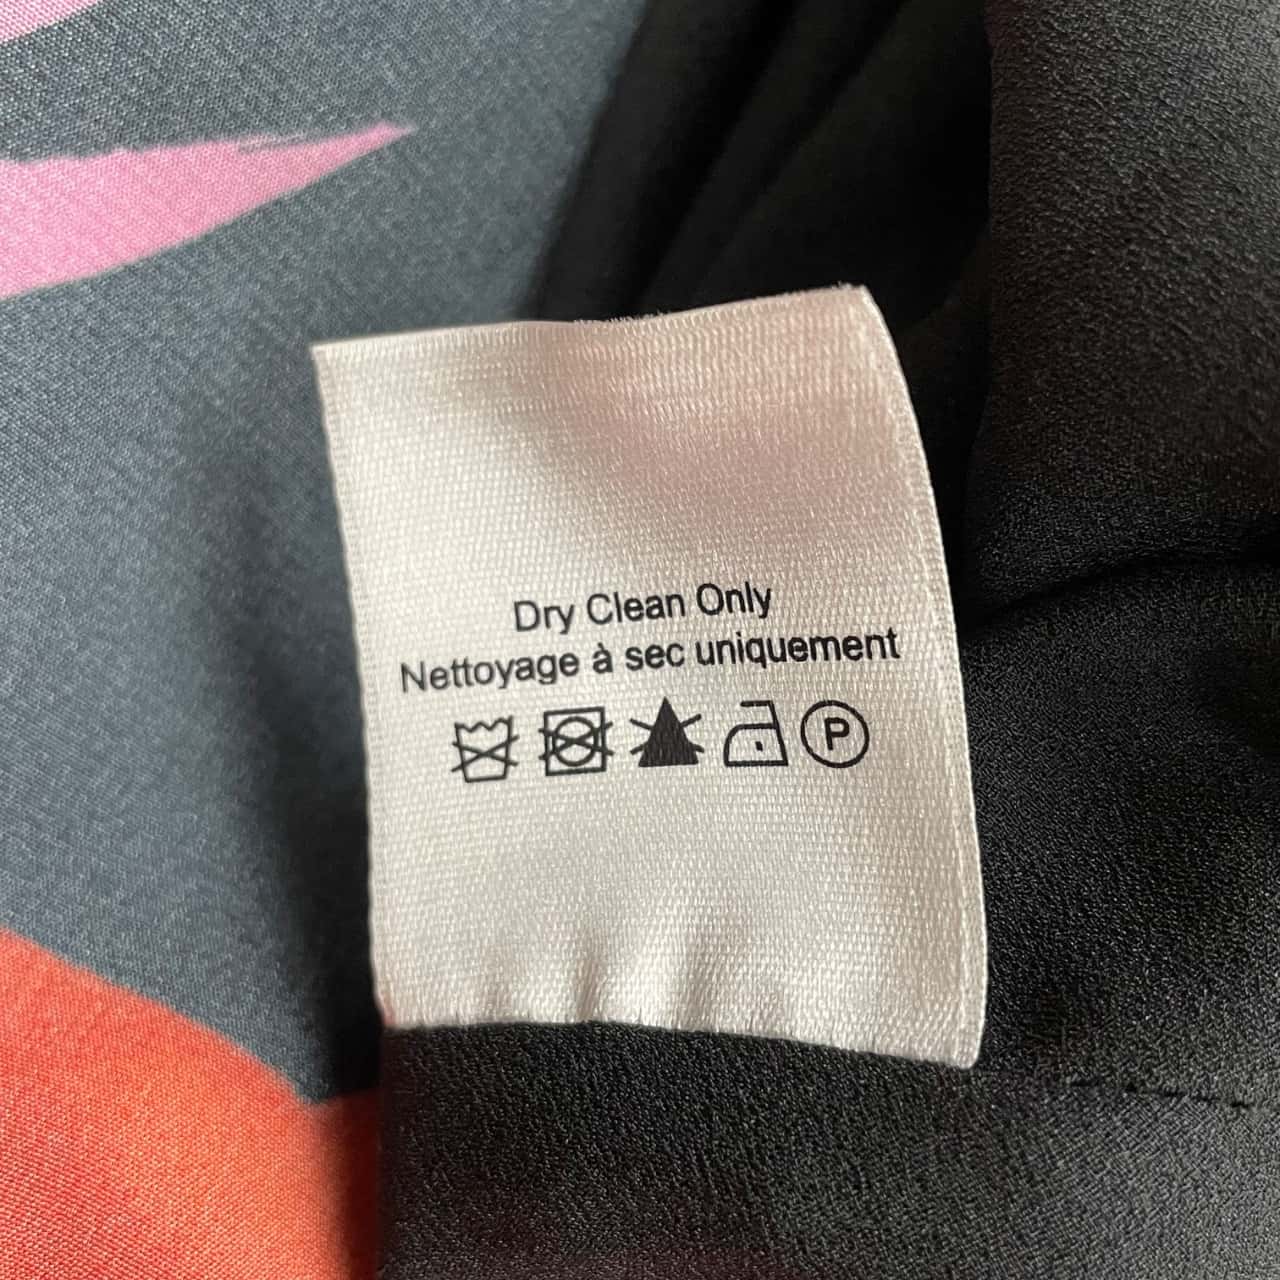 Dry Clean Only
Nettoyage à sec uniquement
P